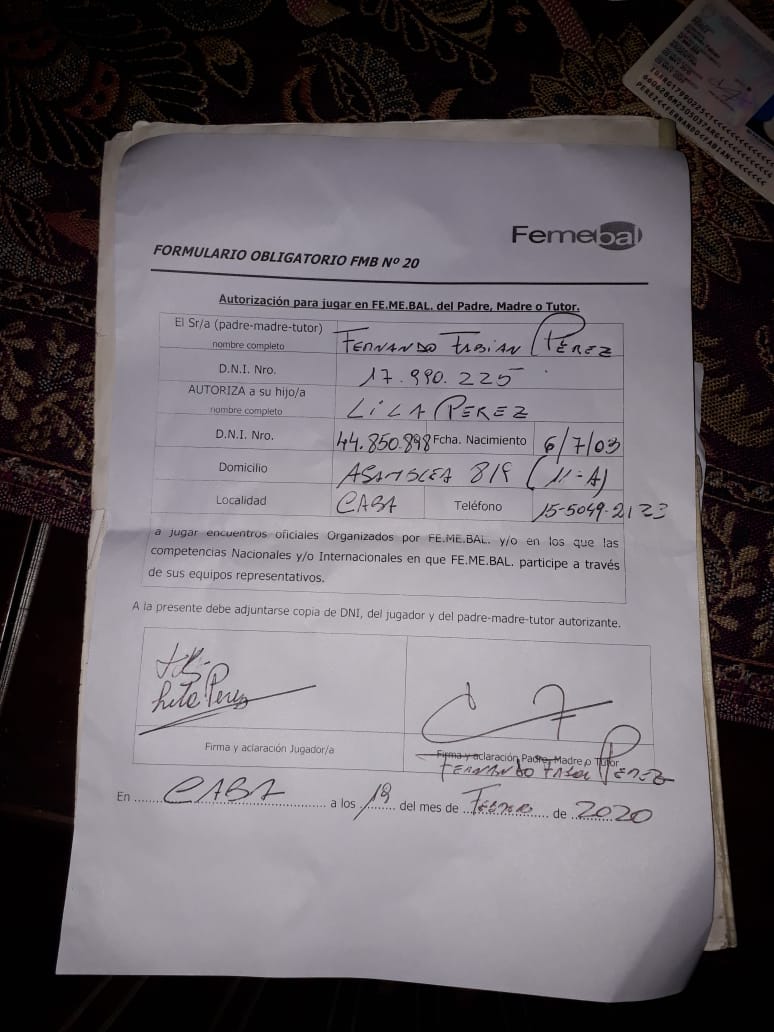 Femebal
FORMULARIO OBLIGATORIO FMB Nº 20
Autorización para jugar en FE.ME.BAL. del Padre, Madre o Tutor.
El Sr/a (padre-madre-tutor) nombre completo FERNANDO FABIAN PÉREZ
D.N.I. Nro. 17.990.225
AUTORIZA a su hijo/a nombre completo LILA PEREZ
D.N.I. Nro. 44.850.898 Fcha. Nacimiento 6/7/03
Domicilio ASAMBLEA 819 (11-A)
Localidad CABA Teléfono 15-5049-2123
a jugar encuentros oficiales Organizados por FE.ME.BAL. y/o en los que las
competencias Nacionales y/o Internacionales en que FE.ME.BAL. participe a través
de sus equipos representativos.
A la presente debe adjuntarse copia de DNI, del jugador y del padre-madre-tutor autorizante.
Lila Perez
Firma y aclaración Jugador/a
Firma y aclaración Padre, Madre o Tutor
FERNANDO PEREZ
En CABA a los 19 del mes de de 2020
PEREZ<<FERNANDO<FABIAN<<<<<<<